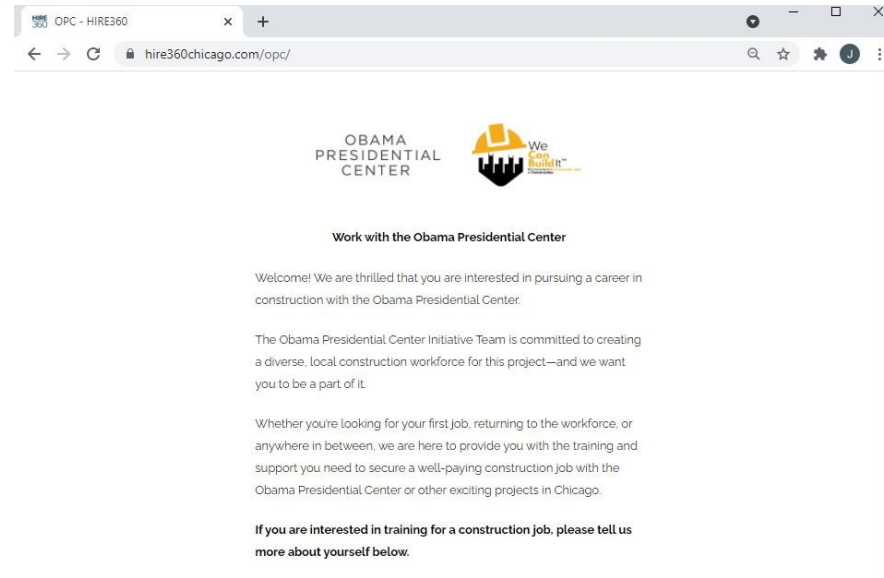 HIRE
360
OPC - HIRE360
hire360chicago.com/opc/
J
OBAMA
PRESIDENTIAL
CENTER
We
Can
Build It™
Work with the Obama Presidential Center
Welcome! We are thrilled that you are interested in pursuing a career in
construction with the Obama Presidential Center.
The Obama Presidential Center Initiative Team is committed to creating
a diverse, local construction workforce for this project—and we want
you to be a part of it.
Whether you're looking for your first job, returning to the workforce, or
anywhere in between, we are here to provide you with the training and
support you need to secure a well-paying construction job with the
Obama Presidential Center or other exciting projects in Chicago.
If you are interested in training for a construction job, please tell us
more about yourself below.